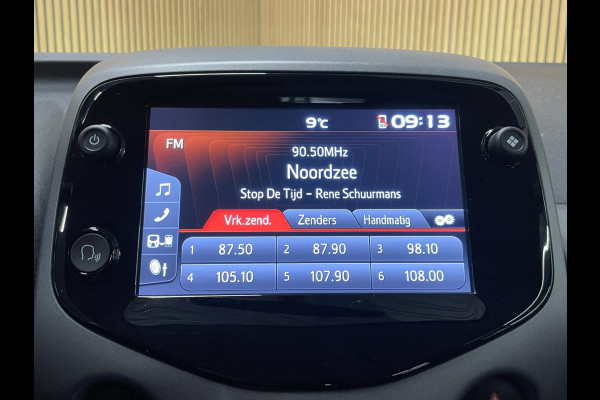 9°C 09:13
FM
90.50MHz
Noordzee
Stop De Tijd - Rene Schuurmans
Vrk.zend. Zenders Handmatig
1 87.50 2 87.90 3 98.10
4 105.10 5 107.90 6 108.00